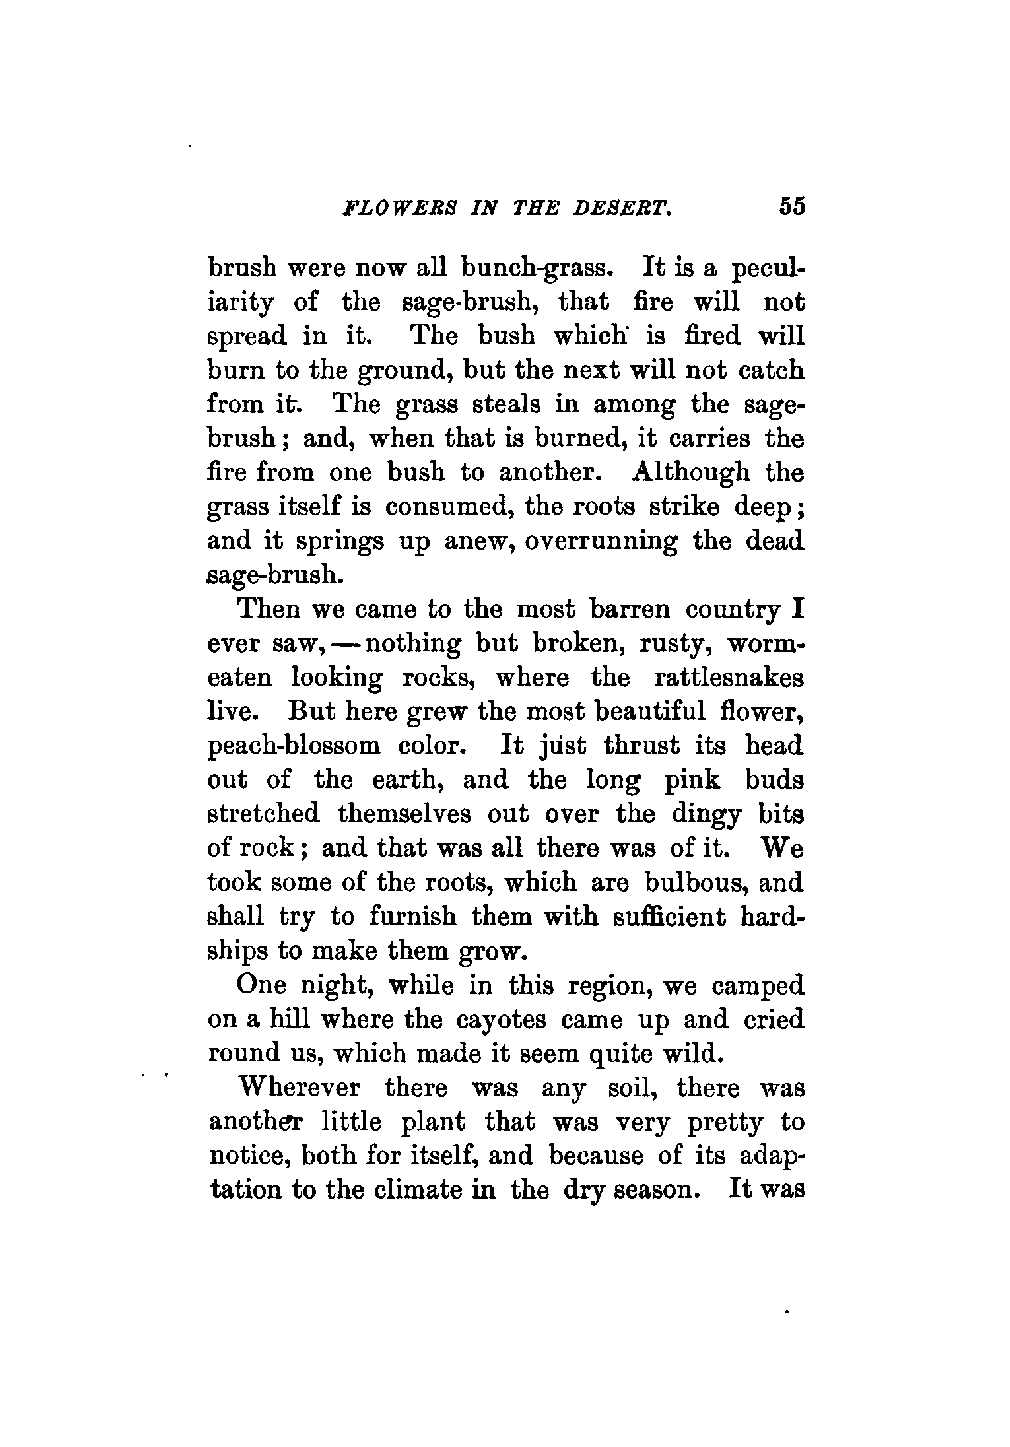 FLOWERS IN THE DESERT. 55
brush were now all bunch-grass. It is a pecul-
iarity of the sage-brush, that fire will not
spread in it. The bush which is fired will
burn to the ground, but the next will not catch
from it. The grass steals in among the sage-
brush; and, when that is burned, it carries the
fire from one bush to another. Although the
grass itself is consumed, the roots strike deep;
and it springs up anew, overrunning the dead
sage-brush.
Then we came to the most barren country I
ever saw,—nothing but broken, rusty, worm-
eaten looking rocks, where the rattlesnakes
live. But here grew the most beautiful flower,
peach-blossom color. It just thrust its head
out of the earth, and the long pink buds
stretched themselves out over the dingy bits
of rock; and that was all there was of it. We
took some of the roots, which are bulbous, and
shall try to furnish them with sufficient hard-
ships to make them grow.
One night, while in this region, we camped
on a hill where the cayotes came up and cried
round us, which made it seem quite wild.
Wherever there was any soil, there was
another little plant that was very pretty to
notice, both for itself, and because of its adap-
tation to the climate in the dry season. It was